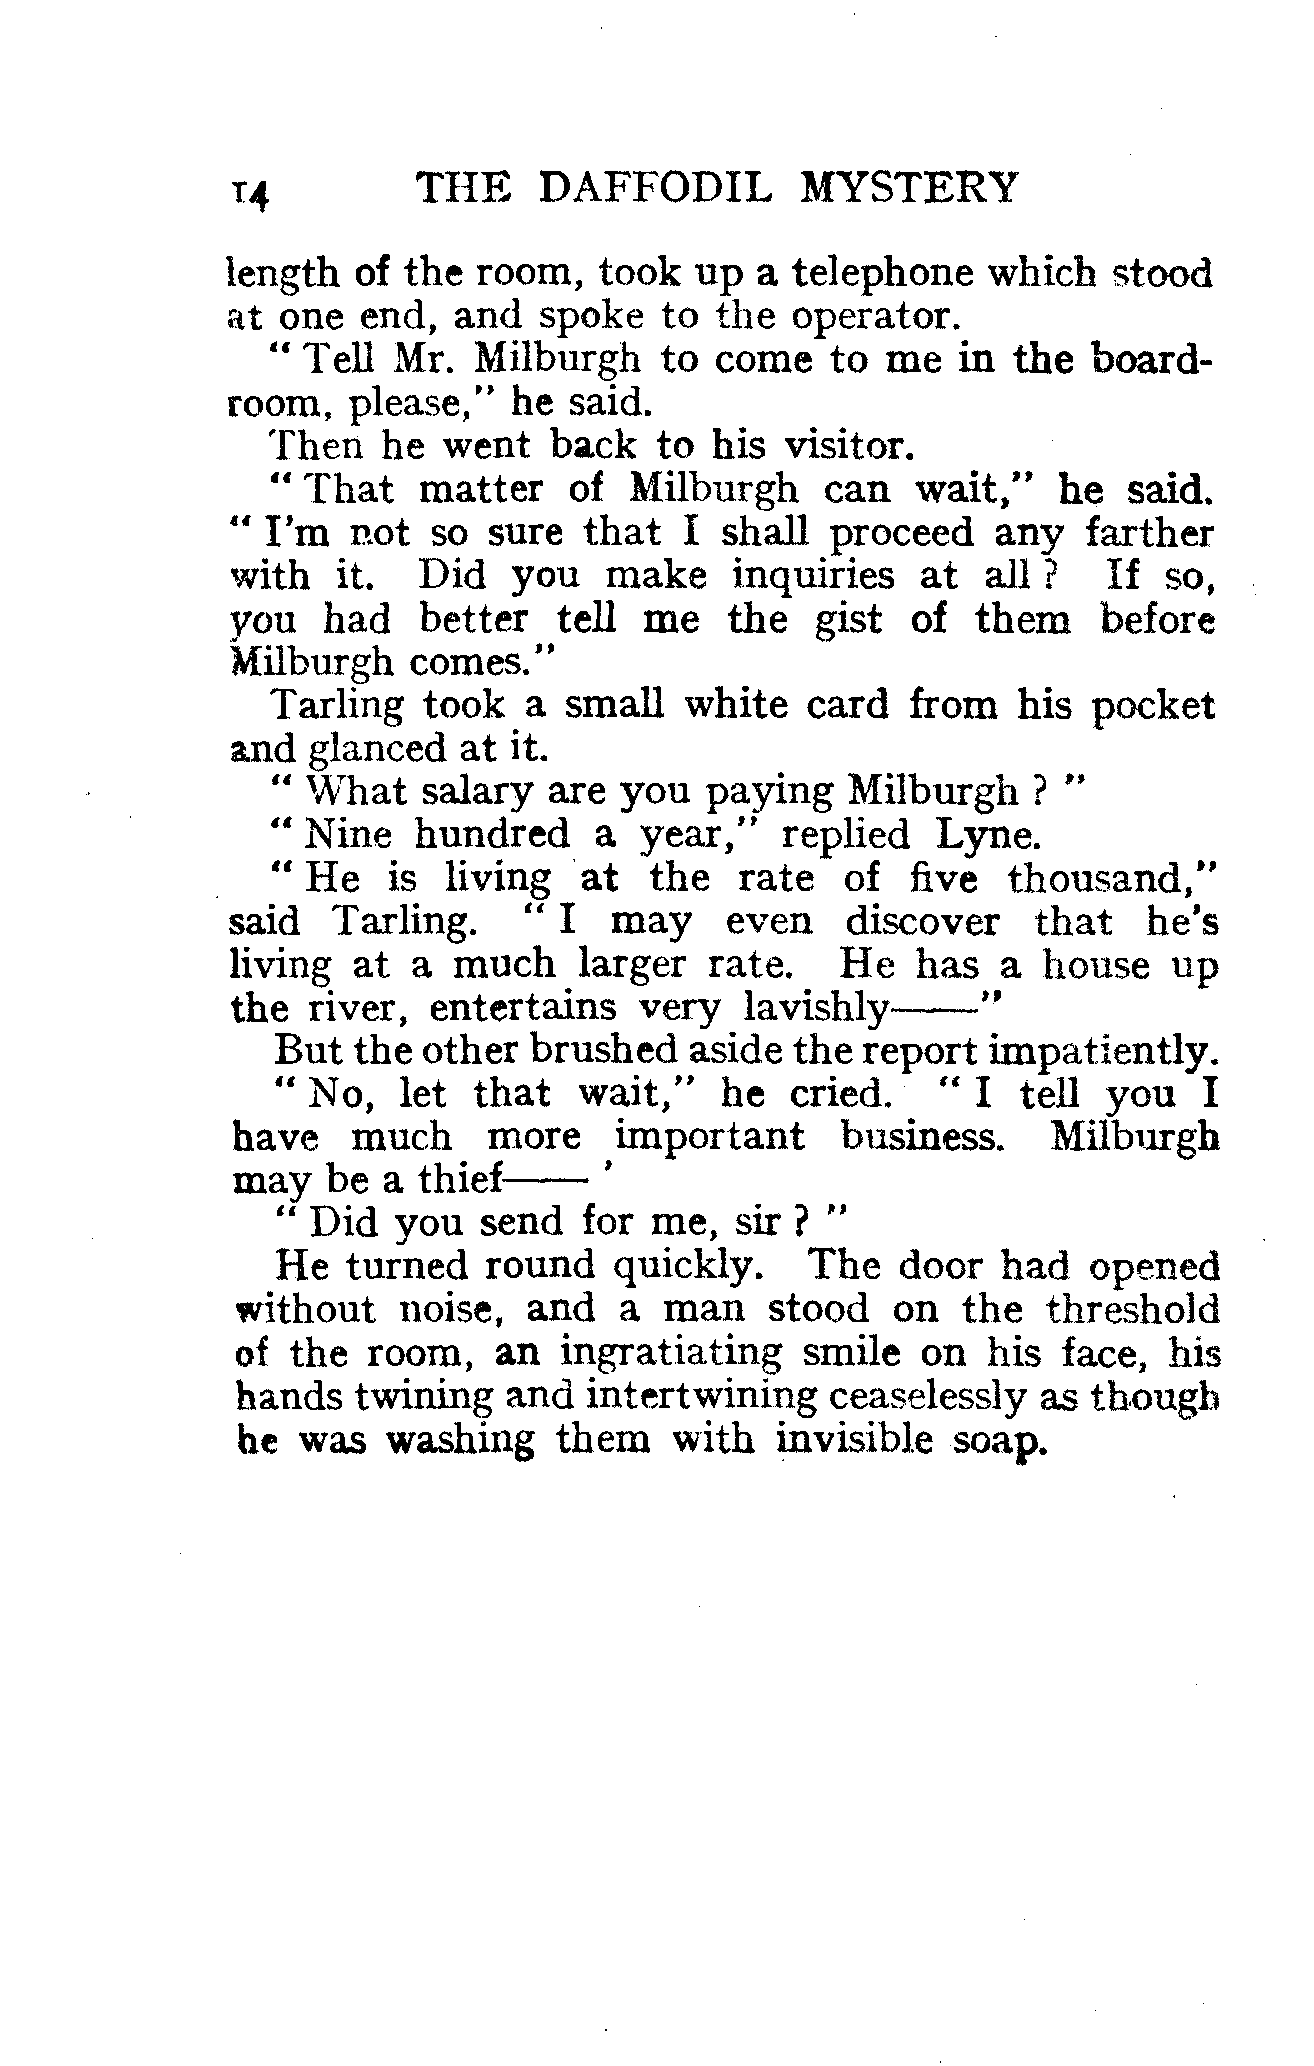 14 THE DAFFODIL MYSTERY
length of the room, took up a telephone which stood
at one end, and spoke to the operator.
" Tell Mr. Milburgh to come to me in the board-
room, please," he said.
Then he went back to his visitor.
" That matter of Milburgh can wait," he said.
" I'm not so sure that I shall proceed any farther
with it. Did you make inquiries at all ? If so,
you had better tell me the gist of them before
Milburgh comes."
Tarling took a small white card from his pocket
and glanced at it.
" What salary are you paying Milburgh ? "
" Nine hundred a year," replied Lyne.
" He is living at the rate of five thousand,"
said Tarling. " I may even discover that he's
living at a much larger rate. He has a house up
the river, entertains very lavishly——"
But the other brushed aside the report impatiently.
" No, let that wait," he cried. " I tell you I
have much more important business. Milburgh
may be a thief—— '
" Did you send for me, sir ? "
He turned round quickly. The door had opened
without noise, and a man stood on the threshold
of the room, an ingratiating smile on his face, his
hands twining and intertwining ceaselessly as though
he was washing them with invisible soap.